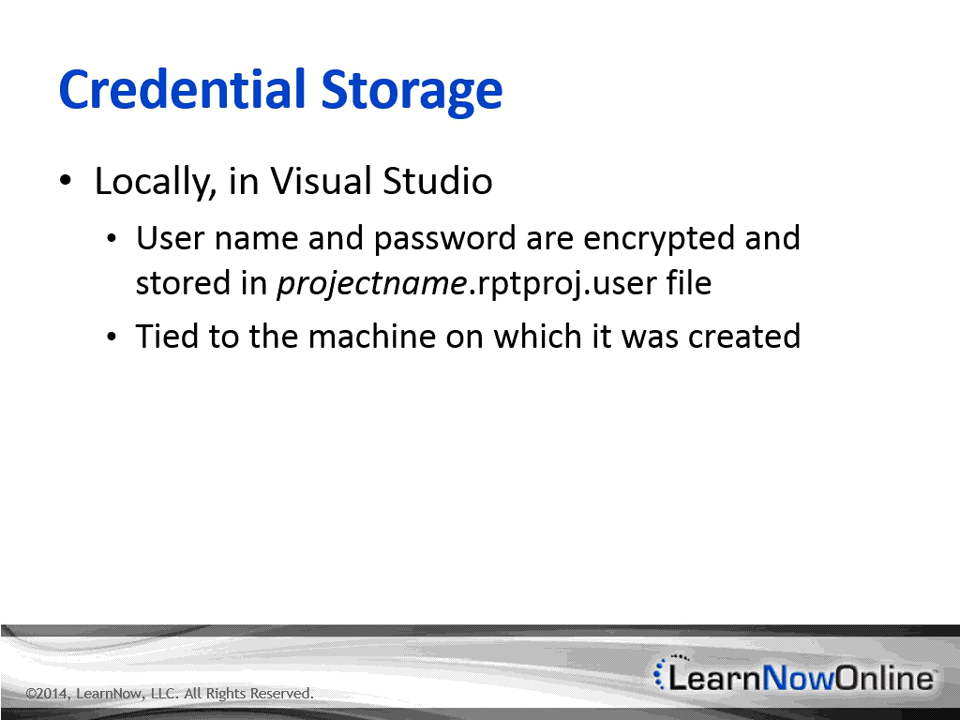 Credential Storage
• Locally, in Visual Studio
• User name and password are encrypted and
stored in projectname.rptproj.user file
• Tied to the machine on which it was created
©2014, LearnNow, LLC. All Rights Reserved.
LearnNowOnline